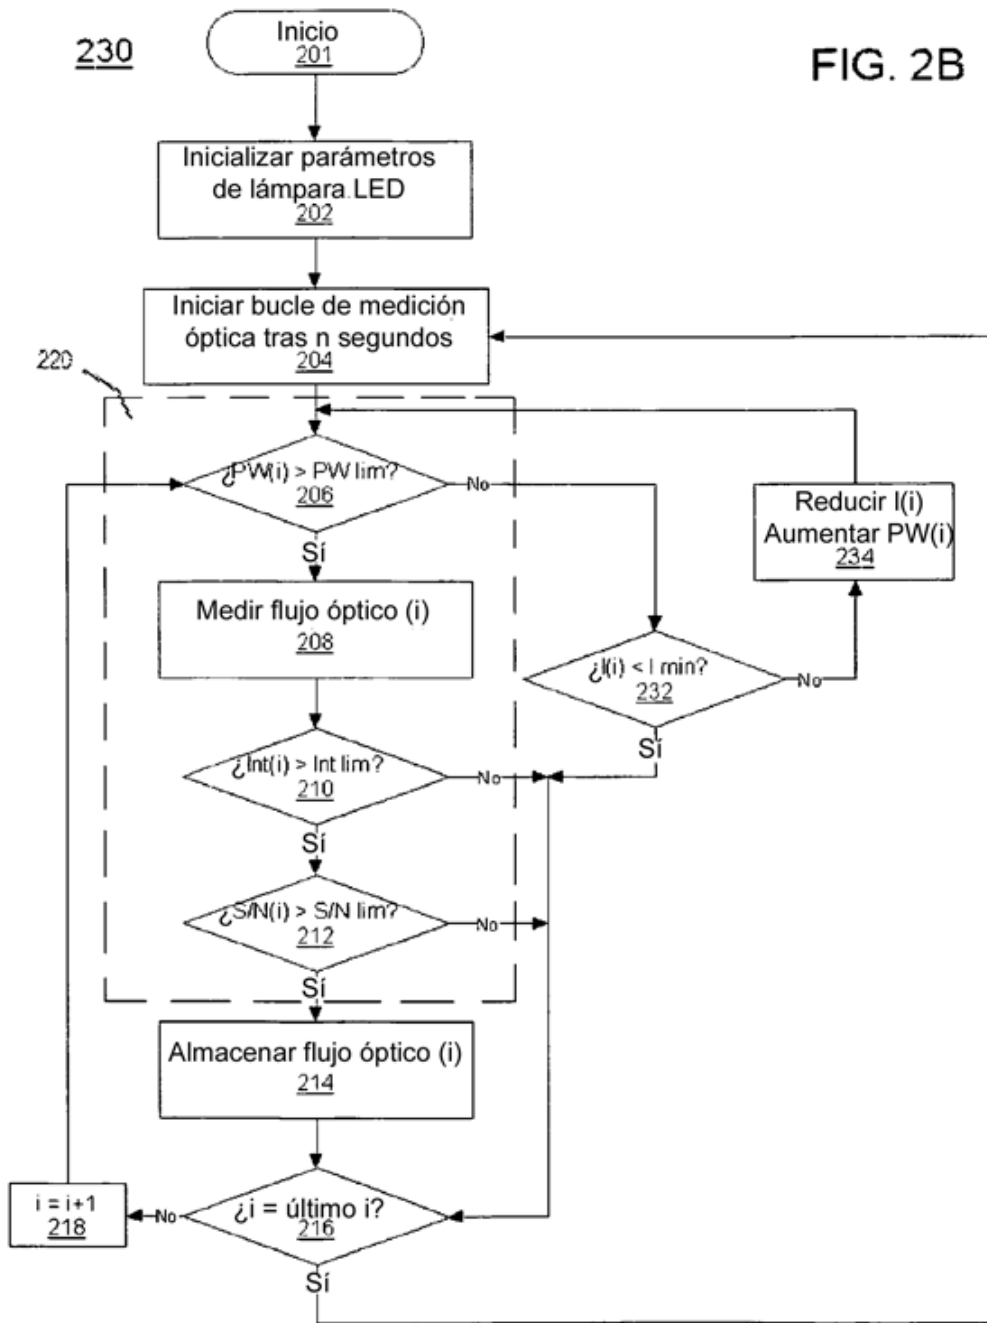 230
FIG. 2B
Inicio
201
Inicializar parámetros
de lámpara LED
202
Iniciar bucle de medición
óptica tras n segundos
204
220
¿PW(i) > PW lim?
206
No
Sí
Reducir I(i)
Aumentar PW(i)
234
Medir flujo óptico (i)
208
¿I(i) < I min?
232
No
Sí
¿Int(i) > Int lim?
210
No
Sí
¿S/N(i) > S/N lim?
212
No
Sí
Almacenar flujo óptico (i)
214
¿i = último i?
216
No
i = i+1
218
Sí